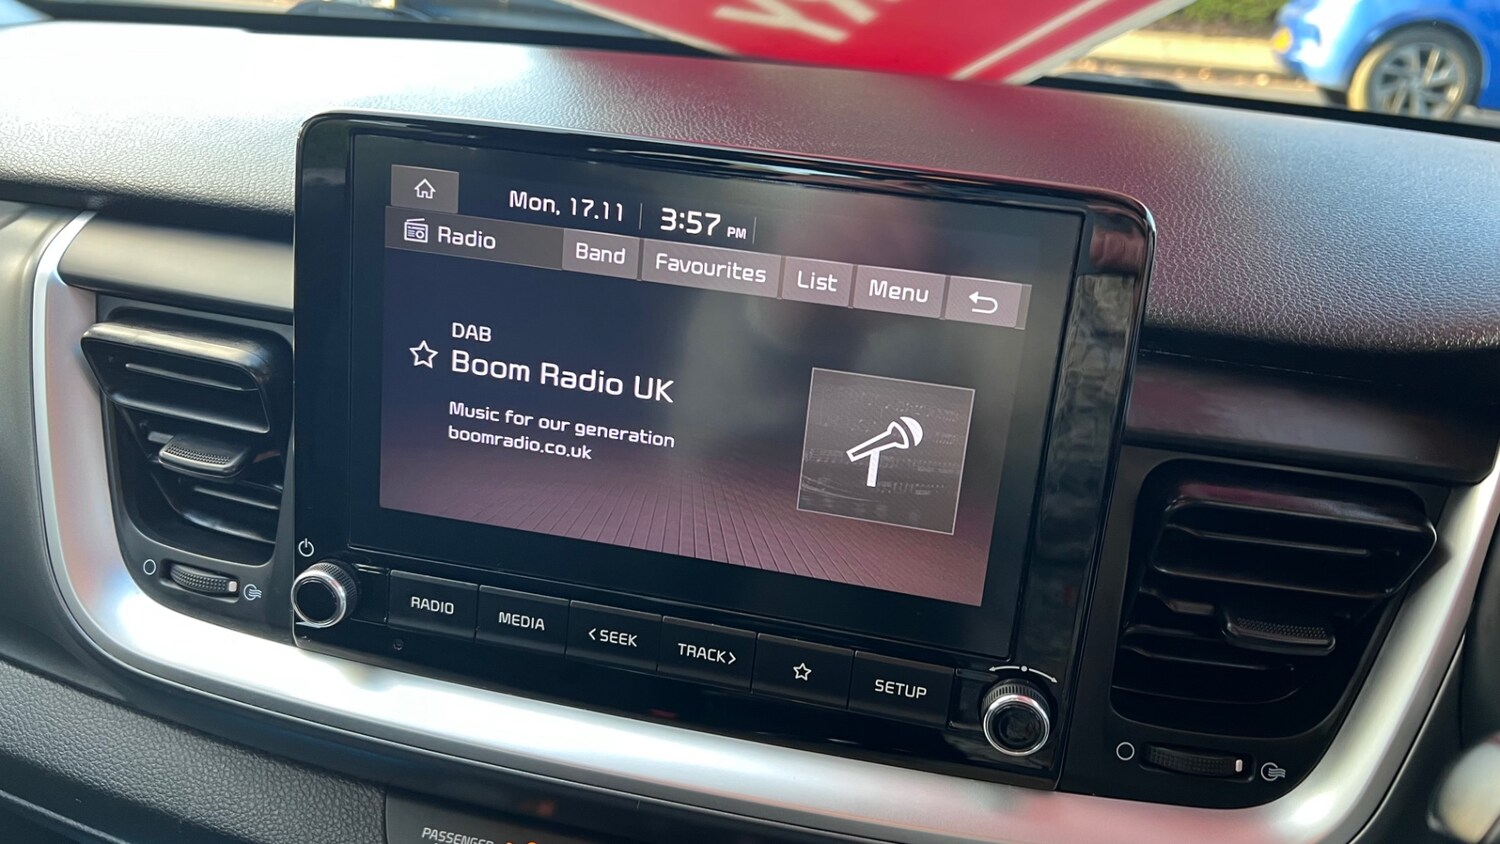 Mon, 17.11 3:57 PM
Radio Band Favourites List Menu
DAB
Boom Radio UK
Music for our generation
boomradio.co.uk
RADIO MEDIA <SEEK TRACK> SETUP
PASSENGER